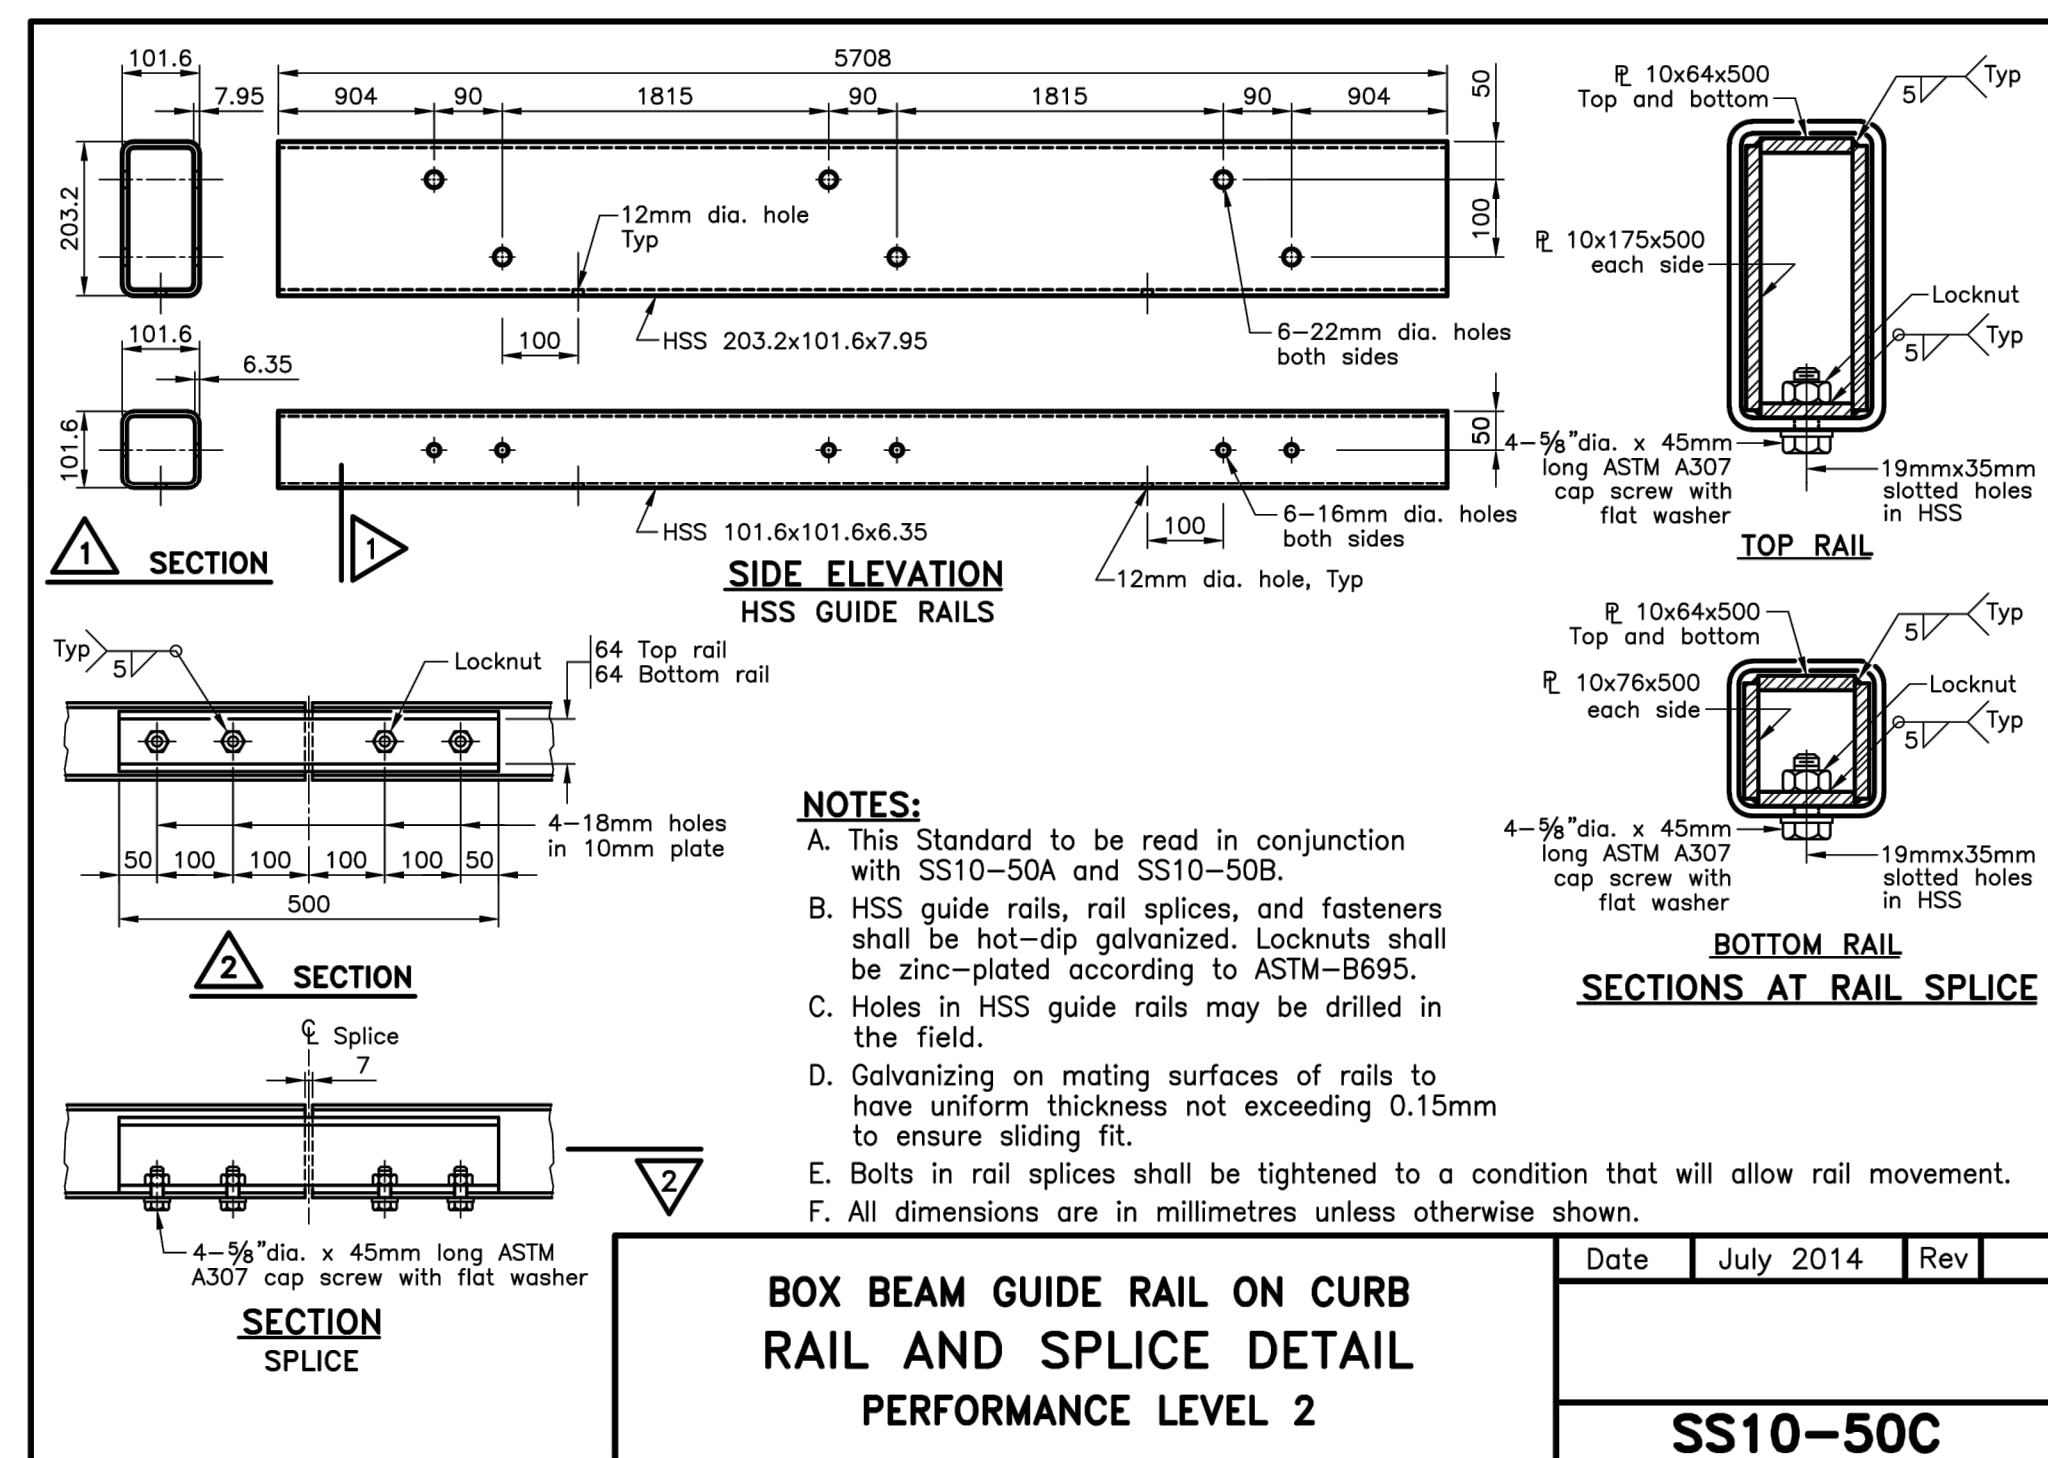 101.6
7.95
203.2
5708
904 90 1815 90 1815 90 904
50
100
12mm dia. hole
Typ
100
HSS 203.2x101.6x7.95
6–22mm dia. holes
both sides
101.6
6.35
101.6
50
HSS 101.6x101.6x6.35
100
6–16mm dia. holes
both sides
12mm dia. hole, Typ
1 SECTION
1
SIDE ELEVATION
HSS GUIDE RAILS
℄ 10x64x500
Top and bottom
5 Typ
℄ 10x175x500
each side
Locknut
5 Typ
4–⅝"dia. x 45mm
long ASTM A307
cap screw with
flat washer
19mmx35mm
slotted holes
in HSS
TOP RAIL
℄ 10x64x500
Top and bottom
5 Typ
℄ 10x76x500
each side
Locknut
5 Typ
4–⅝"dia. x 45mm
long ASTM A307
cap screw with
flat washer
19mmx35mm
slotted holes
in HSS
BOTTOM RAIL
SECTIONS AT RAIL SPLICE
Typ 5
Locknut
64 Top rail
64 Bottom rail
4–18mm holes
in 10mm plate
50 100 100 100 100 50
500
2 SECTION
℄ Splice
7
2
4–⅝"dia. x 45mm long ASTM
A307 cap screw with flat washer
SECTION
SPLICE
NOTES:
A. This Standard to be read in conjunction
with SS10–50A and SS10–50B.
B. HSS guide rails, rail splices, and fasteners
shall be hot–dip galvanized. Locknuts shall
be zinc–plated according to ASTM–B695.
C. Holes in HSS guide rails may be drilled in
the field.
D. Galvanizing on mating surfaces of rails to
have uniform thickness not exceeding 0.15mm
to ensure sliding fit.
E. Bolts in rail splices shall be tightened to a condition that will allow rail movement.
F. All dimensions are in millimetres unless otherwise shown.
BOX BEAM GUIDE RAIL ON CURB
RAIL AND SPLICE DETAIL
PERFORMANCE LEVEL 2
Date July 2014 Rev
SS10–50C